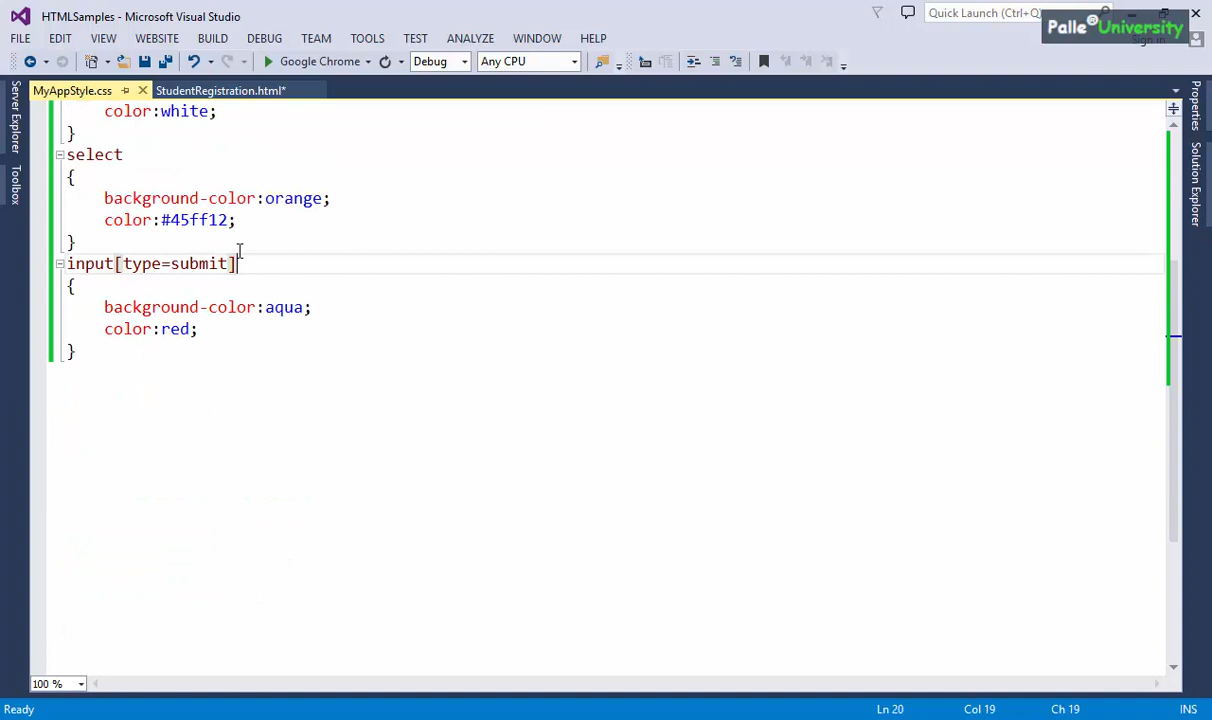 HTMLSamples - Microsoft Visual Studio
Quick Launch (Ctrl+Q)
Palle® University
FILE EDIT VIEW WEBSITE BUILD DEBUG TEAM TOOLS TEST ANALYZE WINDOW HELP
Sign in
Google Chrome Debug Any CPU
MyAppStyle.css StudentRegistration.html*
Server Explorer
Toolbox
Properties
Solution Explorer
color:white;
}
select
{
background-color:orange;
color:#45ff12;
}
input[type=submit]
{
background-color:aqua;
color:red;
}
100 %
Ready Ln 20 Col 19 Ch 19 INS